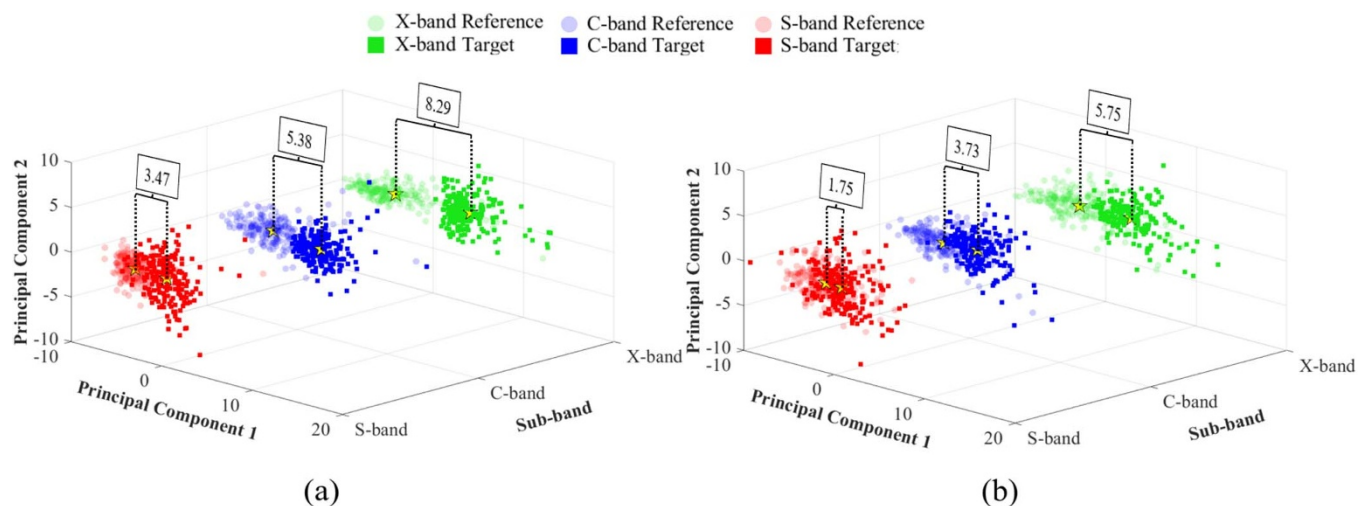 X-band Reference C-band Reference S-band Reference
X-band Target C-band Target S-band Target
8.29
5.38
3.47
10
5
0
-5
-10
Principal Component 2
-10
0
10
20
Principal Component 1
S-band
C-band
X-band
Sub-band
(a)
5.75
3.73
1.75
10
5
0
-5
-10
Principal Component 2
-10
0
10
20
Principal Component 1
S-band
C-band
X-band
Sub-band
(b)